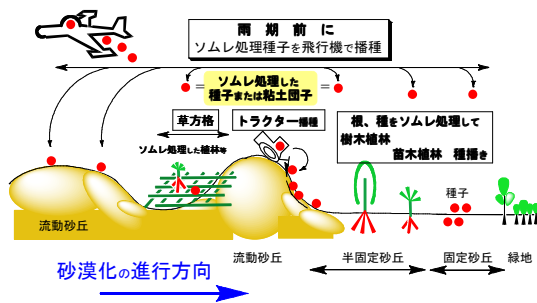 雨期前に
ソムレ処理種子を飛行機で播種
= ソムレ処理した =
種子または粘土団子
草方格
トラクター播種
ソムレ処理した植林等
根、種をソムレ処理して
樹木植林
苗木植林 種播き
種子
流動砂丘
流動砂丘
半固定砂丘
固定砂丘
緑地
砂漠化の進行方向